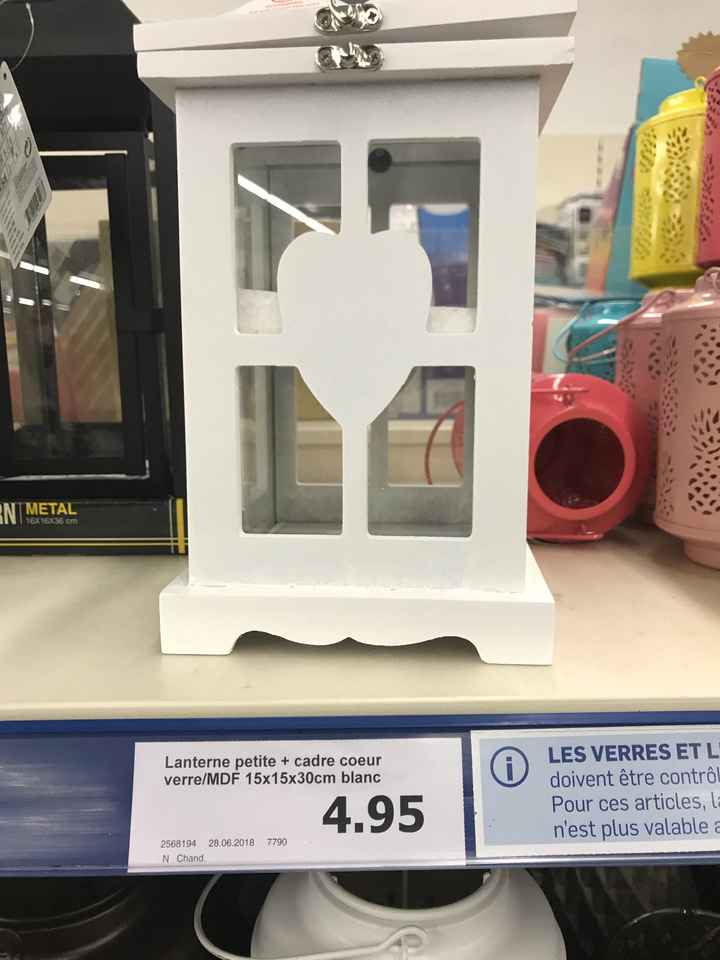 RN METAL
16X16X36 cm
Lanterne petite + cadre coeur
verre/MDF 15x15x30cm blanc
4.95
2568194 28.06.2018 7790
N Chand.
i LES VERRES ET L
doivent être contrôl
Pour ces articles, la
n'est plus valable a